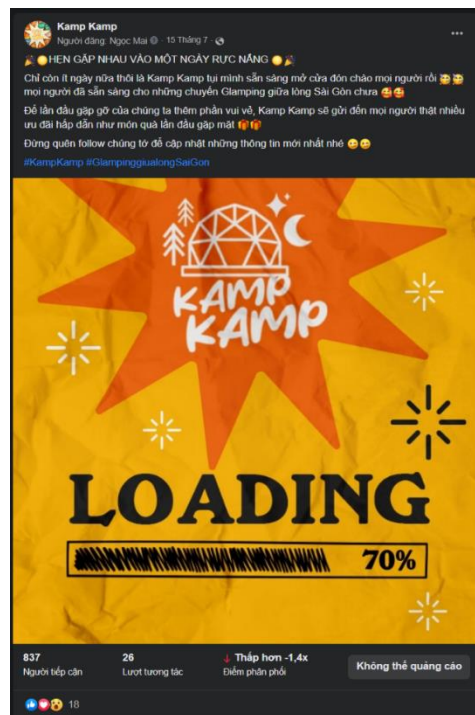 Kamp Kamp
Người đăng: Ngọc Mai · 15 Tháng 7 ·
HẸN GẶP NHAU VÀO MỘT NGÀY RỰC NẮNG
Chỉ còn ít ngày nữa thôi là Kamp Kamp tụi mình sẵn sàng mở cửa đón chào mọi người rồi
mọi người đã sẵn sàng cho những chuyến Glamping giữa lòng Sài Gòn chưa
Để lần đầu gặp gỡ của chúng ta thêm phần vui vẻ, Kamp Kamp sẽ gửi đến mọi người thật nhiều
ưu đãi hấp dẫn như món quà lần đầu gặp mặt
Đừng quên follow chúng tớ để cập nhật những thông tin mới nhất nhé
#KampKamp #GlampinggiualongSaiGon
KAMP
KAMP
LOADING
70%
837
Người tiếp cận
26
Lượt tương tác
Thấp hơn -1,4x
Điểm phân phối
Không thể quảng cáo
18